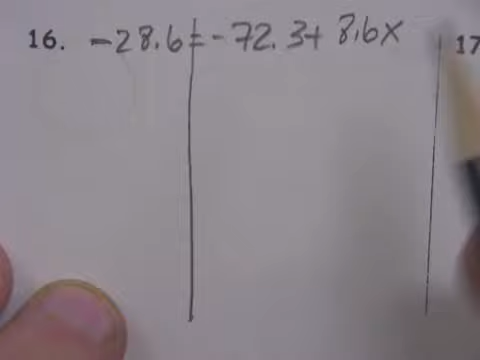 16. -28.6 = -72.3 + 8.6x
17